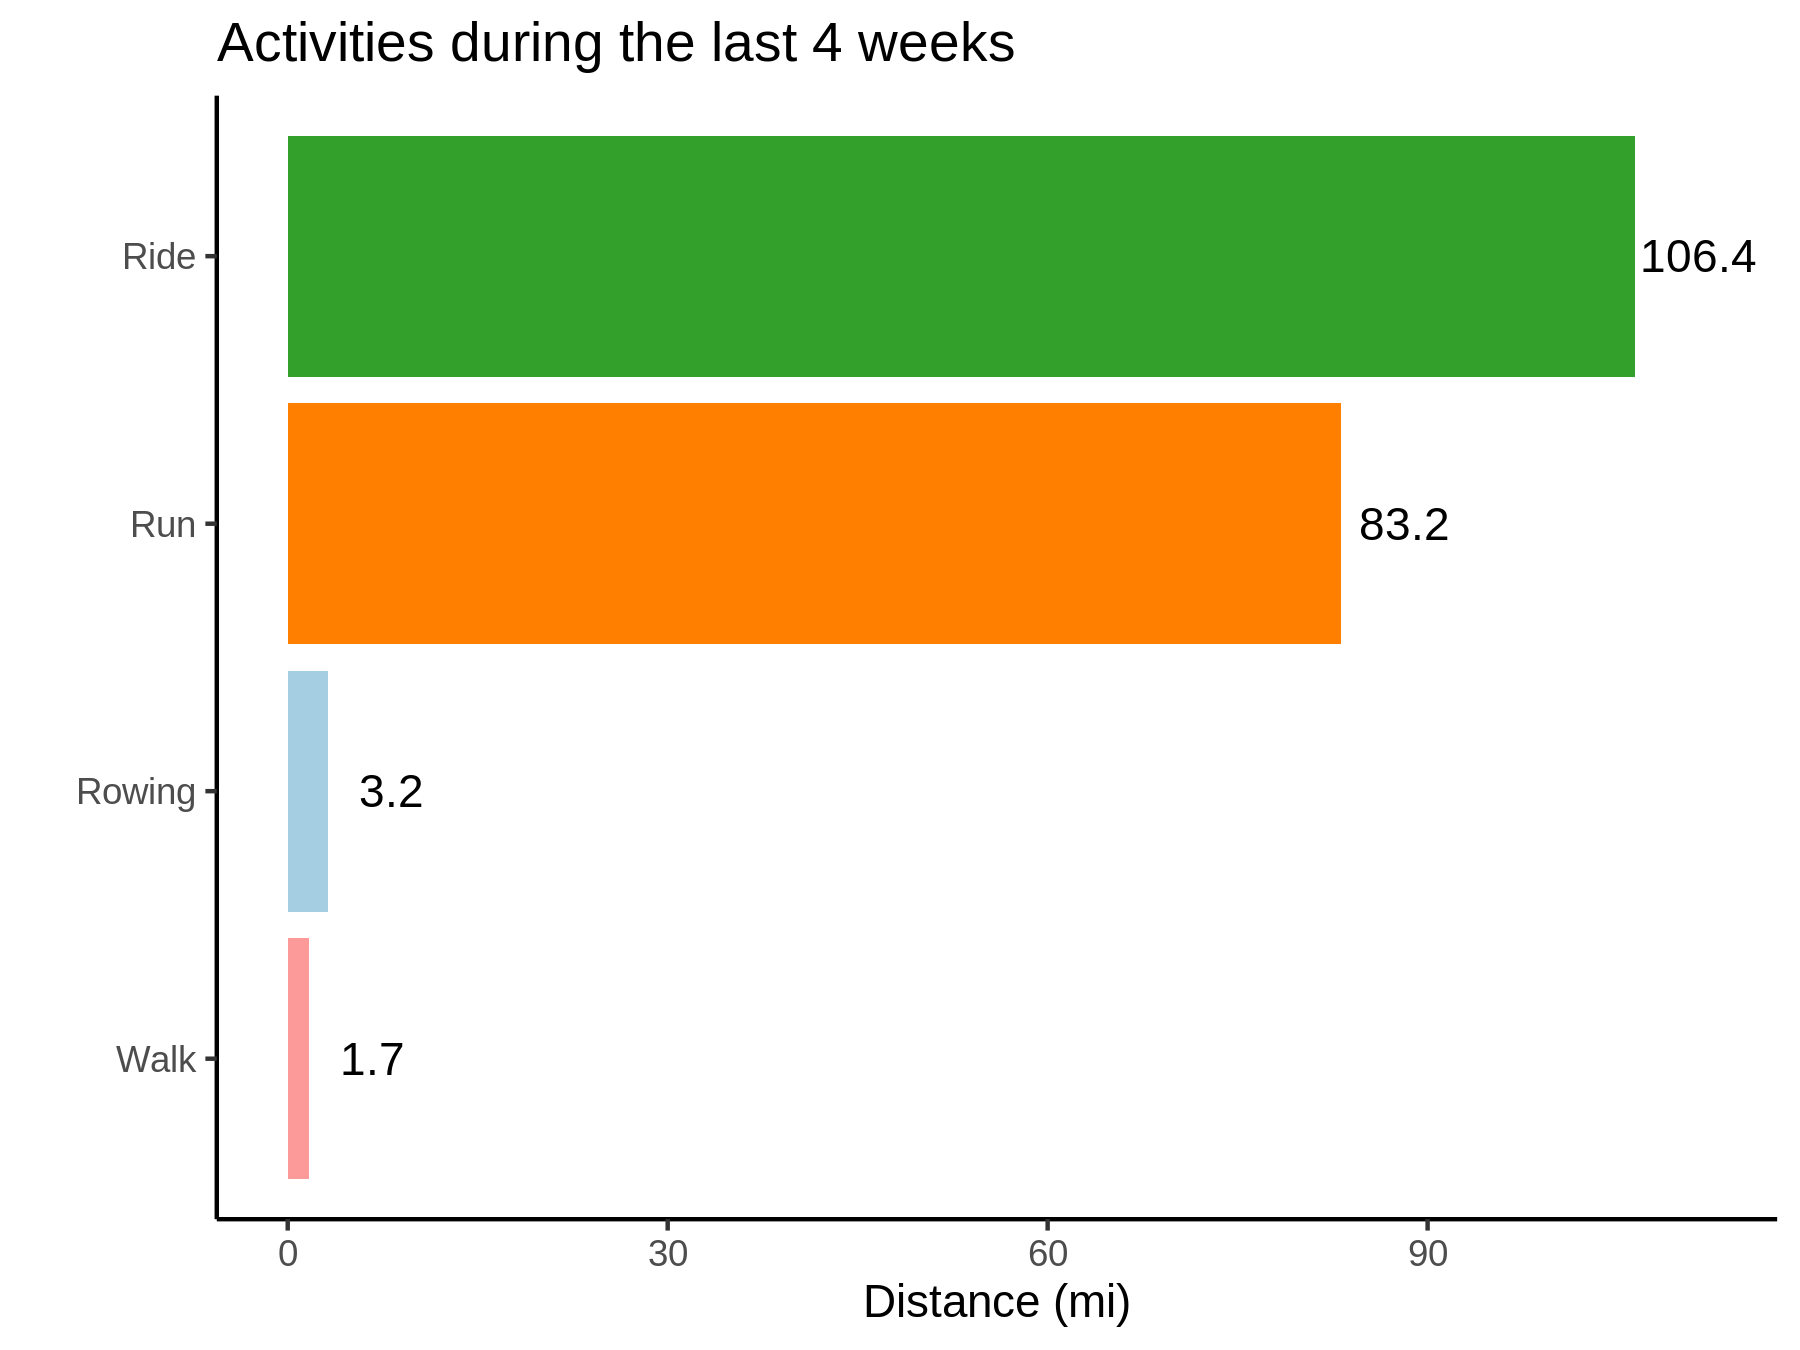 Activities during the last 4 weeks
Ride
106.4
Run
83.2
Rowing
3.2
Walk
1.7
0 30 60 90
Distance (mi)